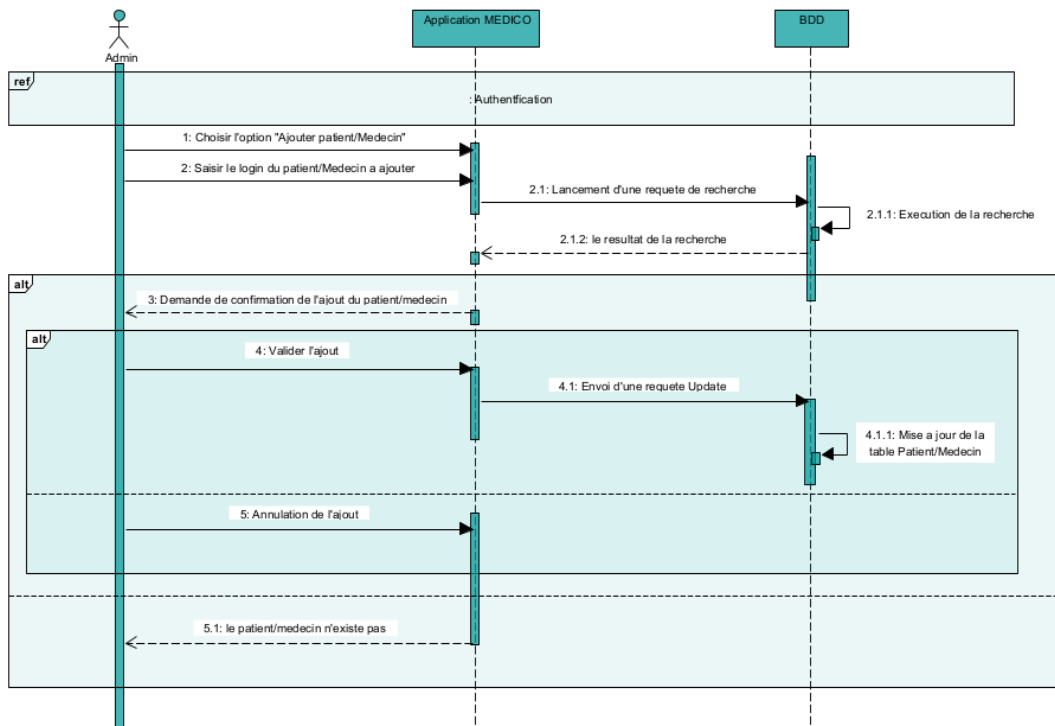 Application MEDICO
BDD
Admin
ref
: Authentfication
1: Choisir l'option "Ajouter patient/Medecin"
2: Saisir le login du patient/Medecin a ajouter
2.1: Lancement d'une requete de recherche
2.1.1: Execution de la recherche
2.1.2: le resultat de la recherche
alt
3: Demande de confirmation de l'ajout du patient/medecin
alt
4: Valider l'ajout
4.1: Envoi d'une requete Update
4.1.1: Mise a jour de la
table Patient/Medecin
5: Annulation de l'ajout
5.1: le patient/medecin n'existe pas